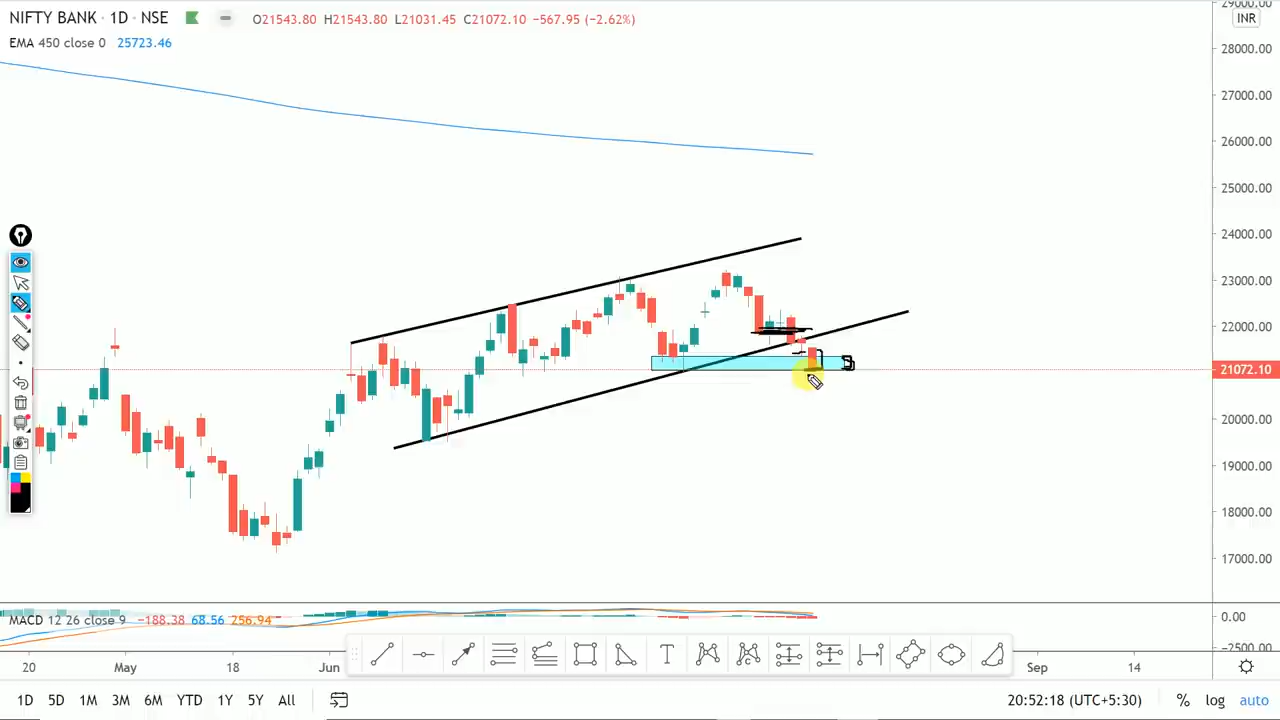 NIFTY BANK · 1D · NSE O21543.80 H21543.80 L21031.45 C21072.10 −567.95 (−2.62%)
INR
EMA 450 close 0 25723.46
29000.00
28000.00
27000.00
26000.00
25000.00
24000.00
23000.00
22000.00
21072.10
20000.00
19000.00
18000.00
17000.00
MACD 12 26 close 9 −188.38 68.56 256.94
0.00
−2500.00
20 May 18 Jun Sep 14
1D 5D 1M 3M 6M YTD 1Y 5Y All 20:52:18 (UTC+5:30) % log auto